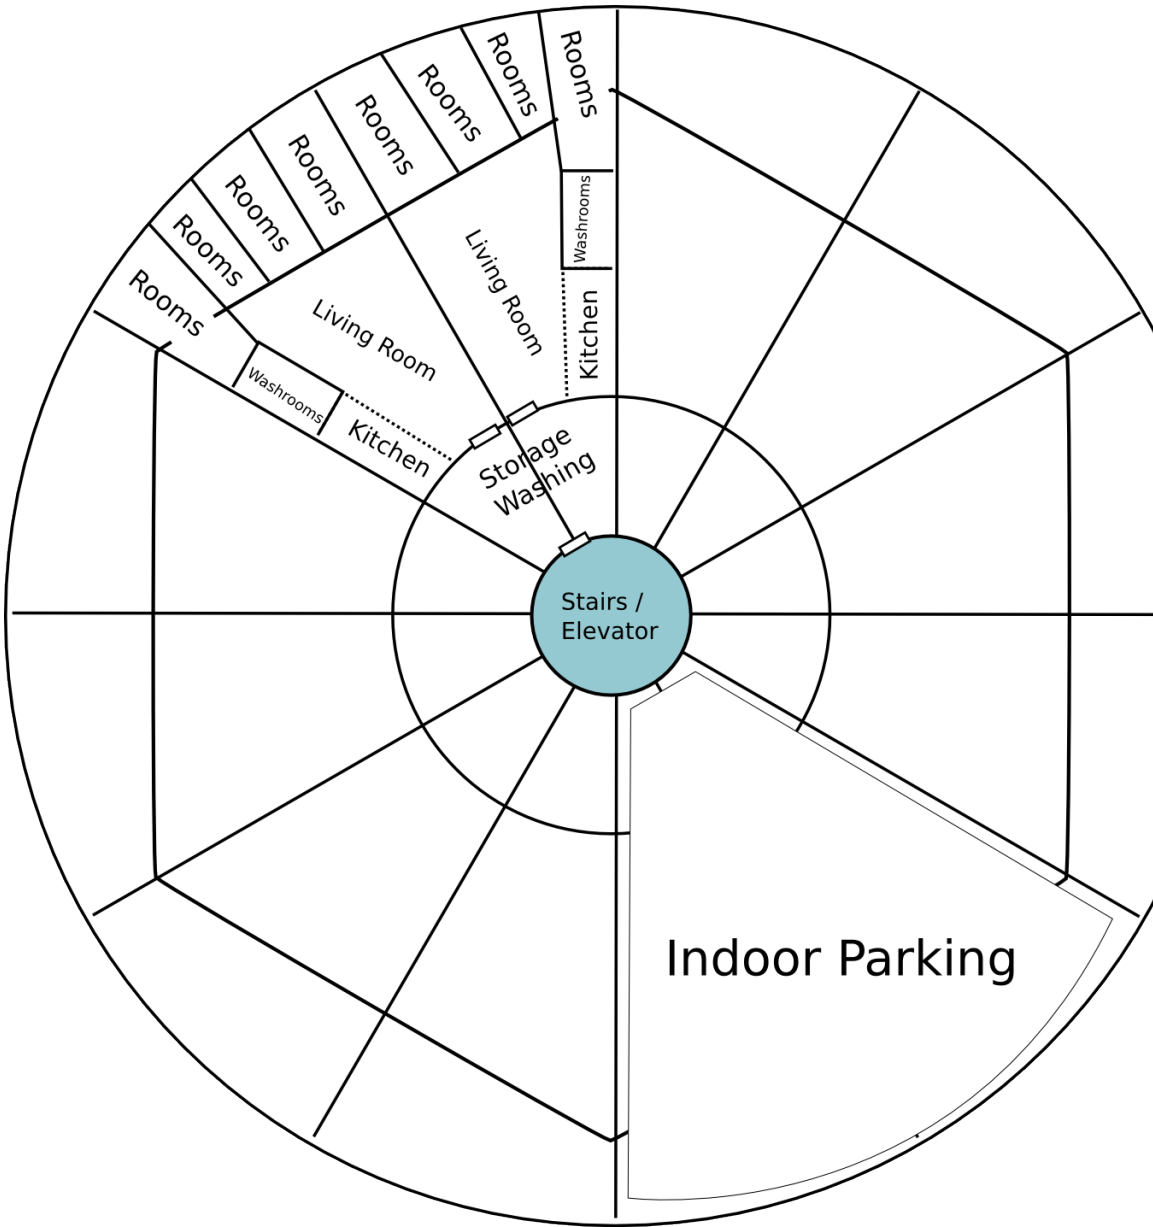 Rooms
Rooms
Rooms
Rooms
Rooms
Rooms
Rooms
Rooms
Washrooms
Living Room
Kitchen
Living Room
Washrooms
Kitchen
Storage
Washing
Stairs /
Elevator
Indoor Parking